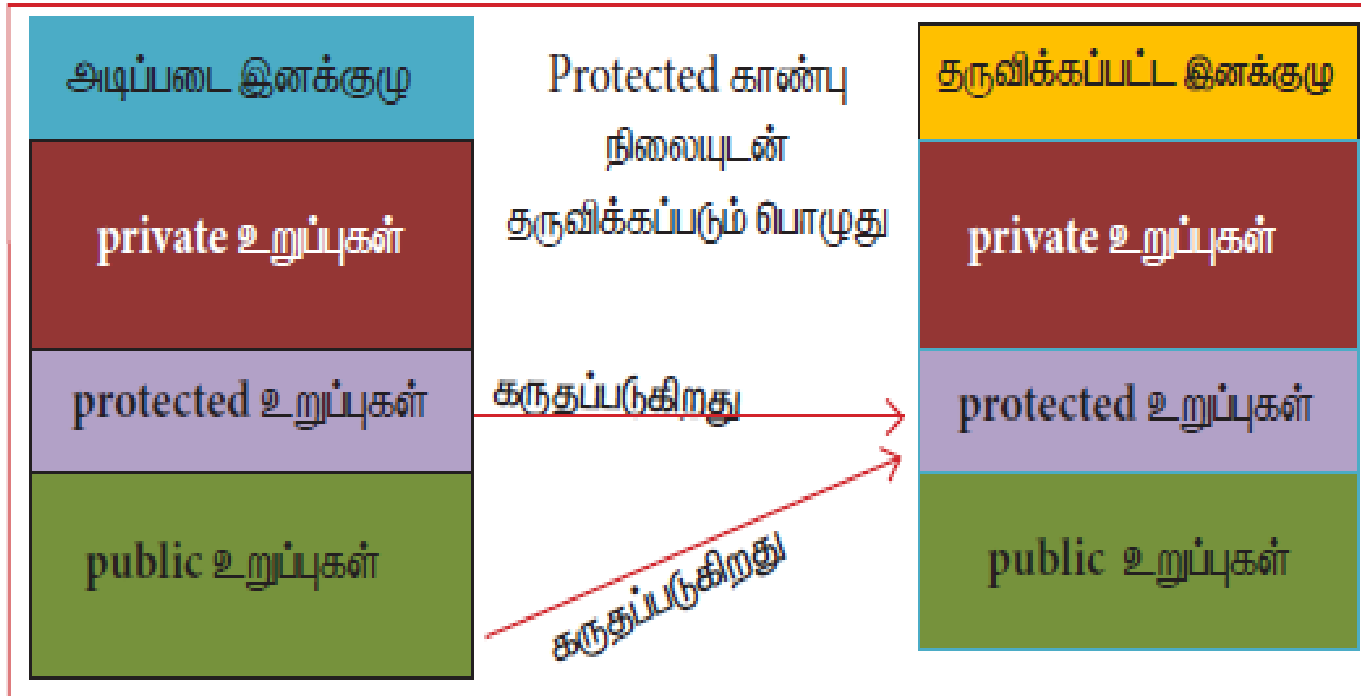 அடிப்படை இனக்குழு
private உறுப்புகள்
protected உறுப்புகள்
public உறுப்புகள்
Protected காண்பு
நிலையுடன்
தருவிக்கப்படும் பொழுது
கருதப்படுகிறது
கருதப்படுகிறது
தருவிக்கப்பட்ட இனக்குழு
private உறுப்புகள்
protected உறுப்புகள்
public உறுப்புகள்